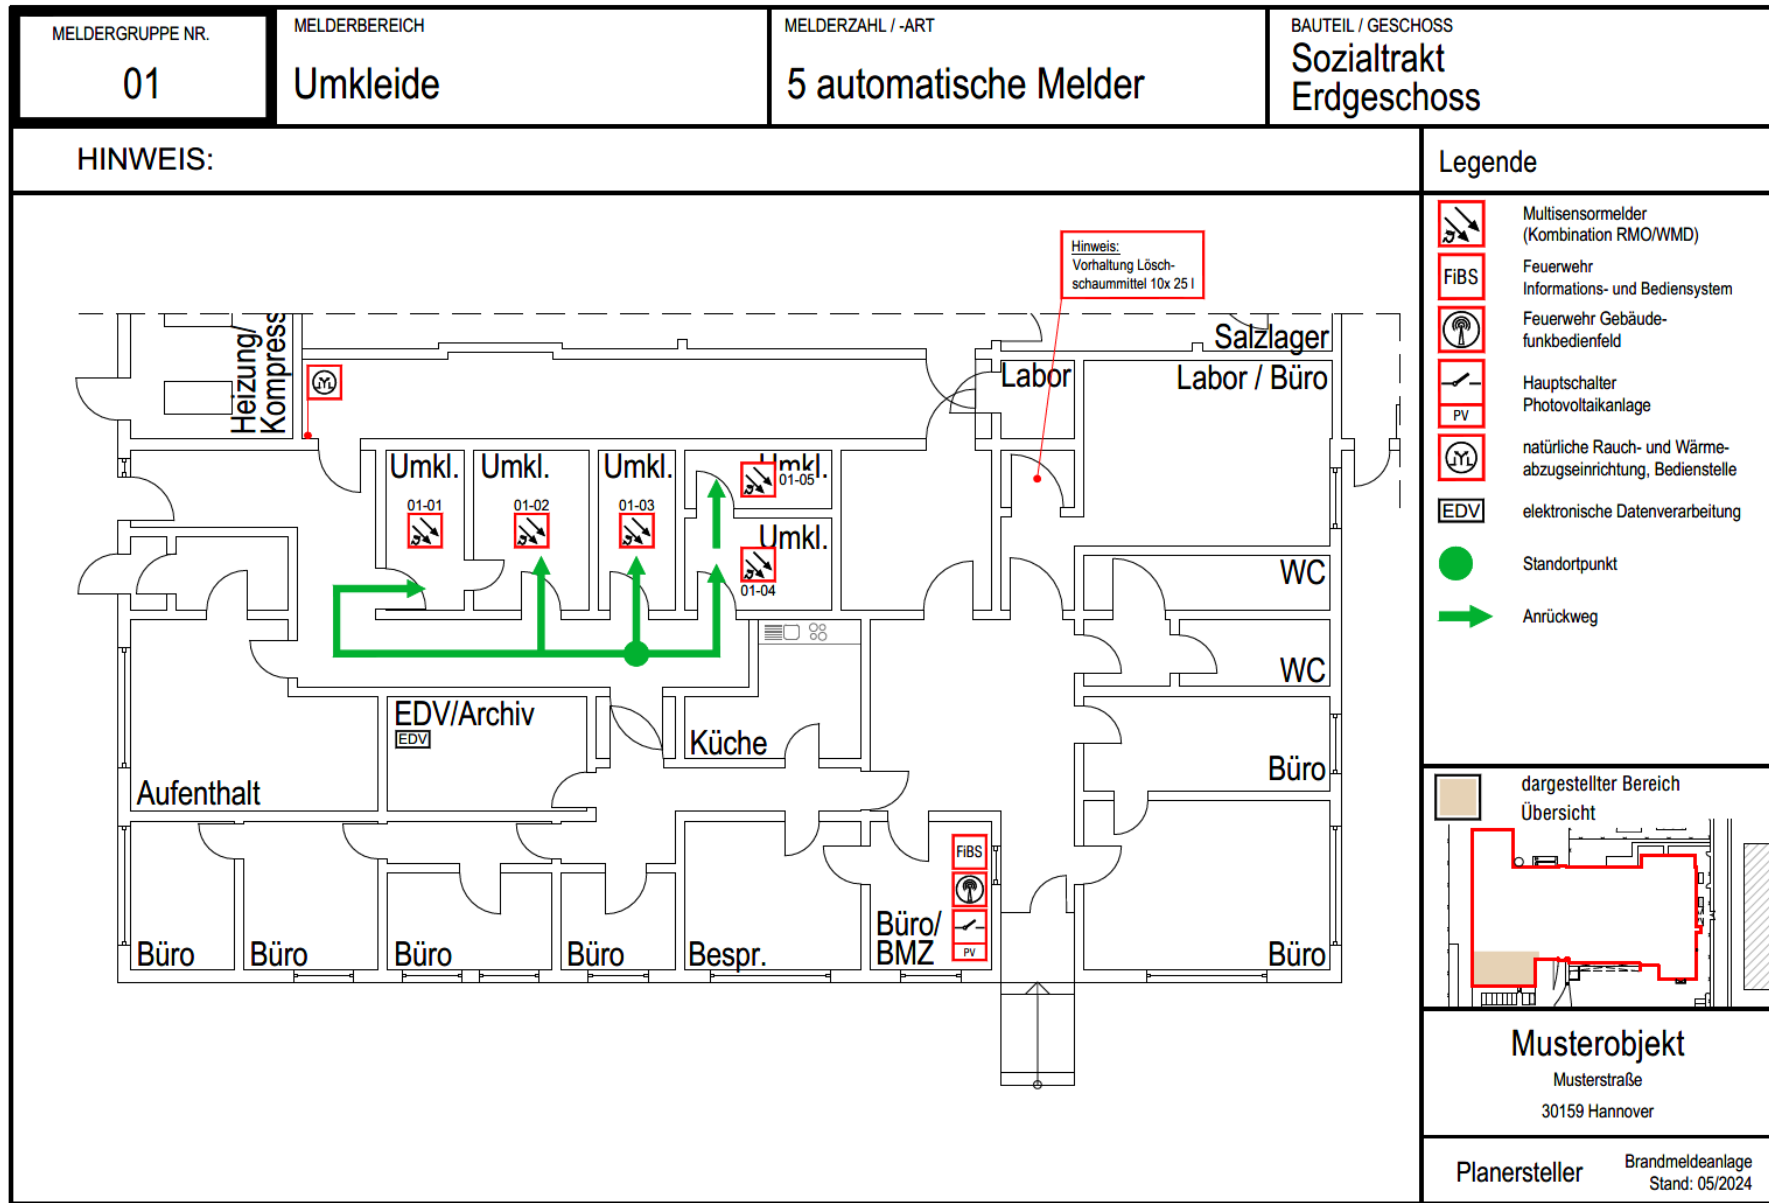 MELDERGRUPPE NR.
01
MELDERBEREICH
Umkleide
MELDERZAHL / -ART
5 automatische Melder
BAUTEIL / GESCHOSS
Sozialtrakt
Erdgeschoss
HINWEIS:
Legende
Hinweis:
Vorhaltung Lösch-
schaummittel 10x 25 l
Heizung/
Kompress
Salzlager
Labor
Labor / Büro
Umkl.
01-01
Umkl.
01-02
Umkl.
01-03
Umkl.
01-05
Umkl.
01-04
WC
WC
EDV/Archiv
EDV
Küche
Aufenthalt
Büro
Büro
Büro
Büro
Büro
Bespr.
Büro/
BMZ
FiBS
PV
Büro
Multisensormelder
(Kombination RMO/WMD)
FiBS
Feuerwehr
Informations- und Bediensystem
Feuerwehr Gebäude-
funkbedienfeld
Hauptschalter
Photovoltaikanlage
PV
natürliche Rauch- und Wärme-
abzugseinrichtung, Bedienstelle
EDV
elektronische Datenverarbeitung
Standortpunkt
Anrückweg
dargestellter Bereich
Übersicht
Musterobjekt
Musterstraße
30159 Hannover
Planersteller
Brandmeldeanlage
Stand: 05/2024